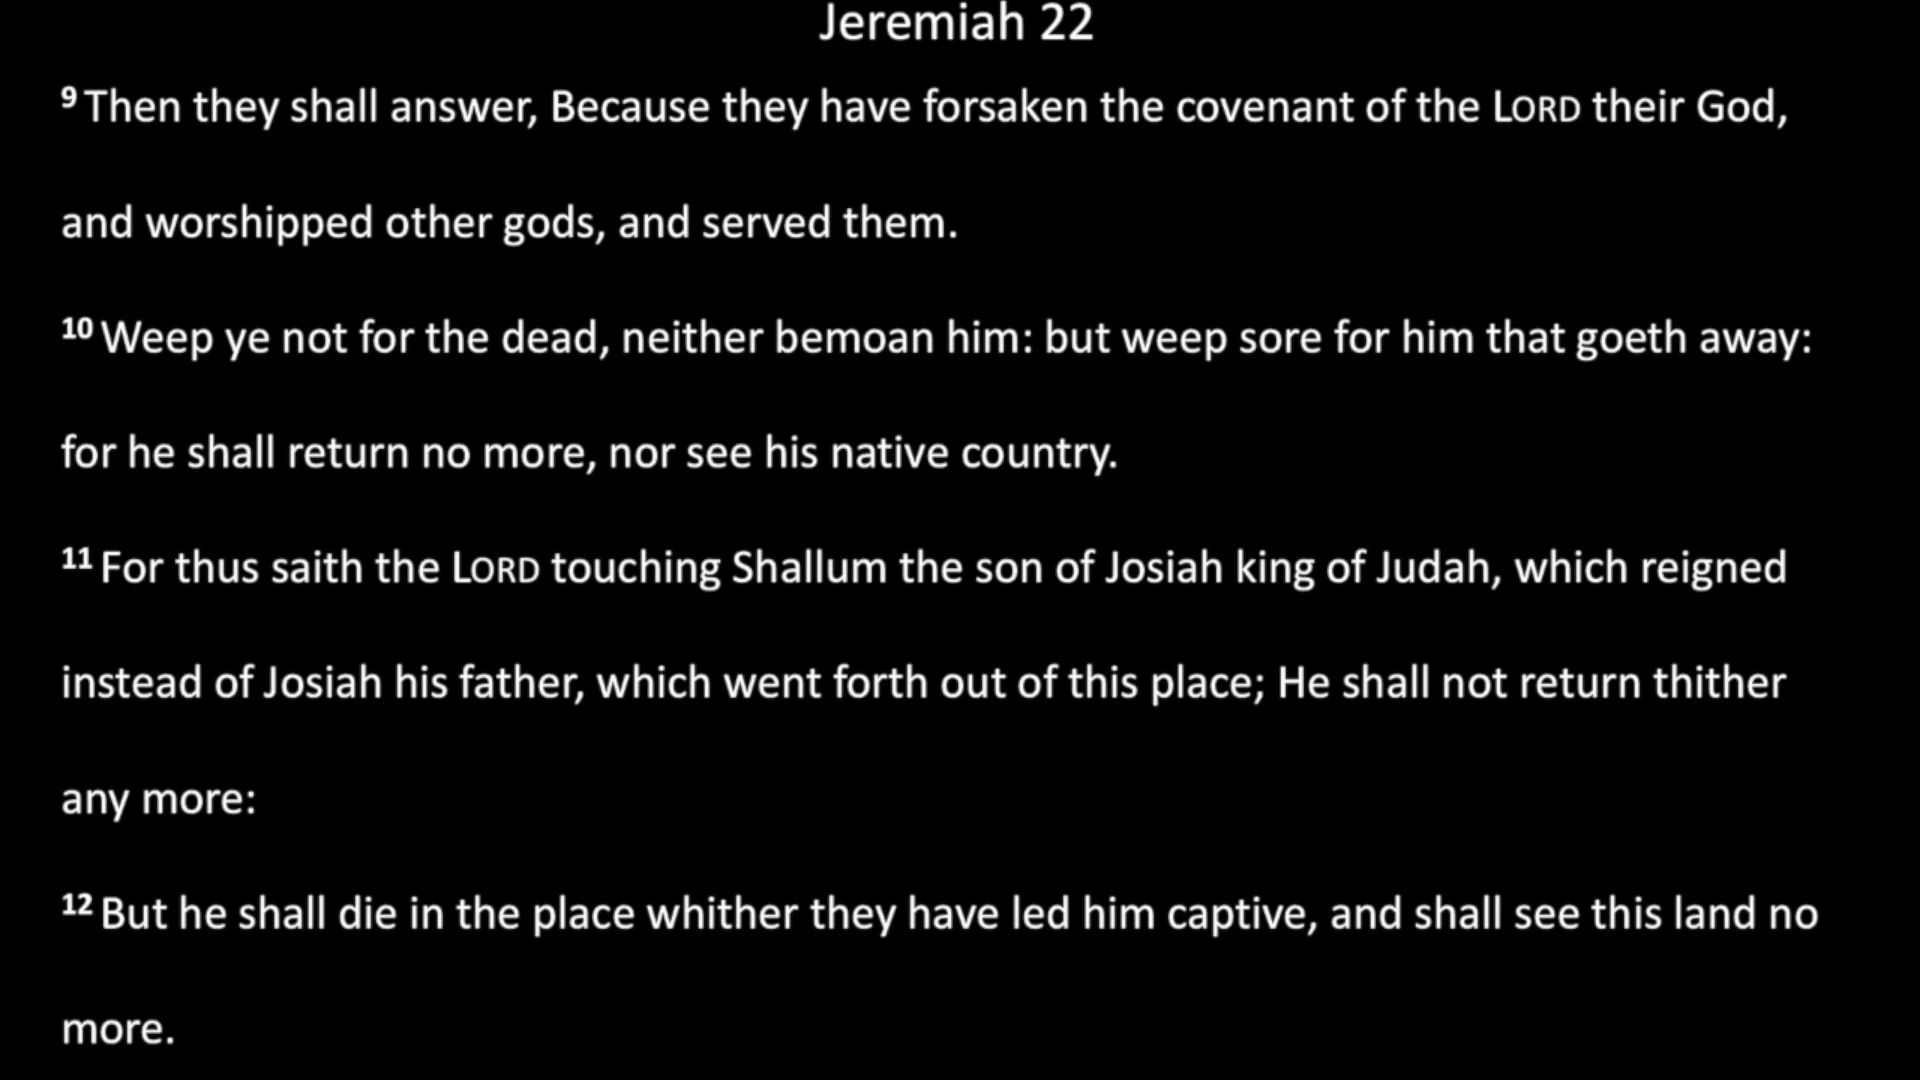 Jeremiah 22
9 Then they shall answer, Because they have forsaken the covenant of the LORD their God,
and worshipped other gods, and served them.
10 Weep ye not for the dead, neither bemoan him: but weep sore for him that goeth away:
for he shall return no more, nor see his native country.
11 For thus saith the LORD touching Shallum the son of Josiah king of Judah, which reigned
instead of Josiah his father, which went forth out of this place; He shall not return thither
any more:
12 But he shall die in the place whither they have led him captive, and shall see this land no
more.